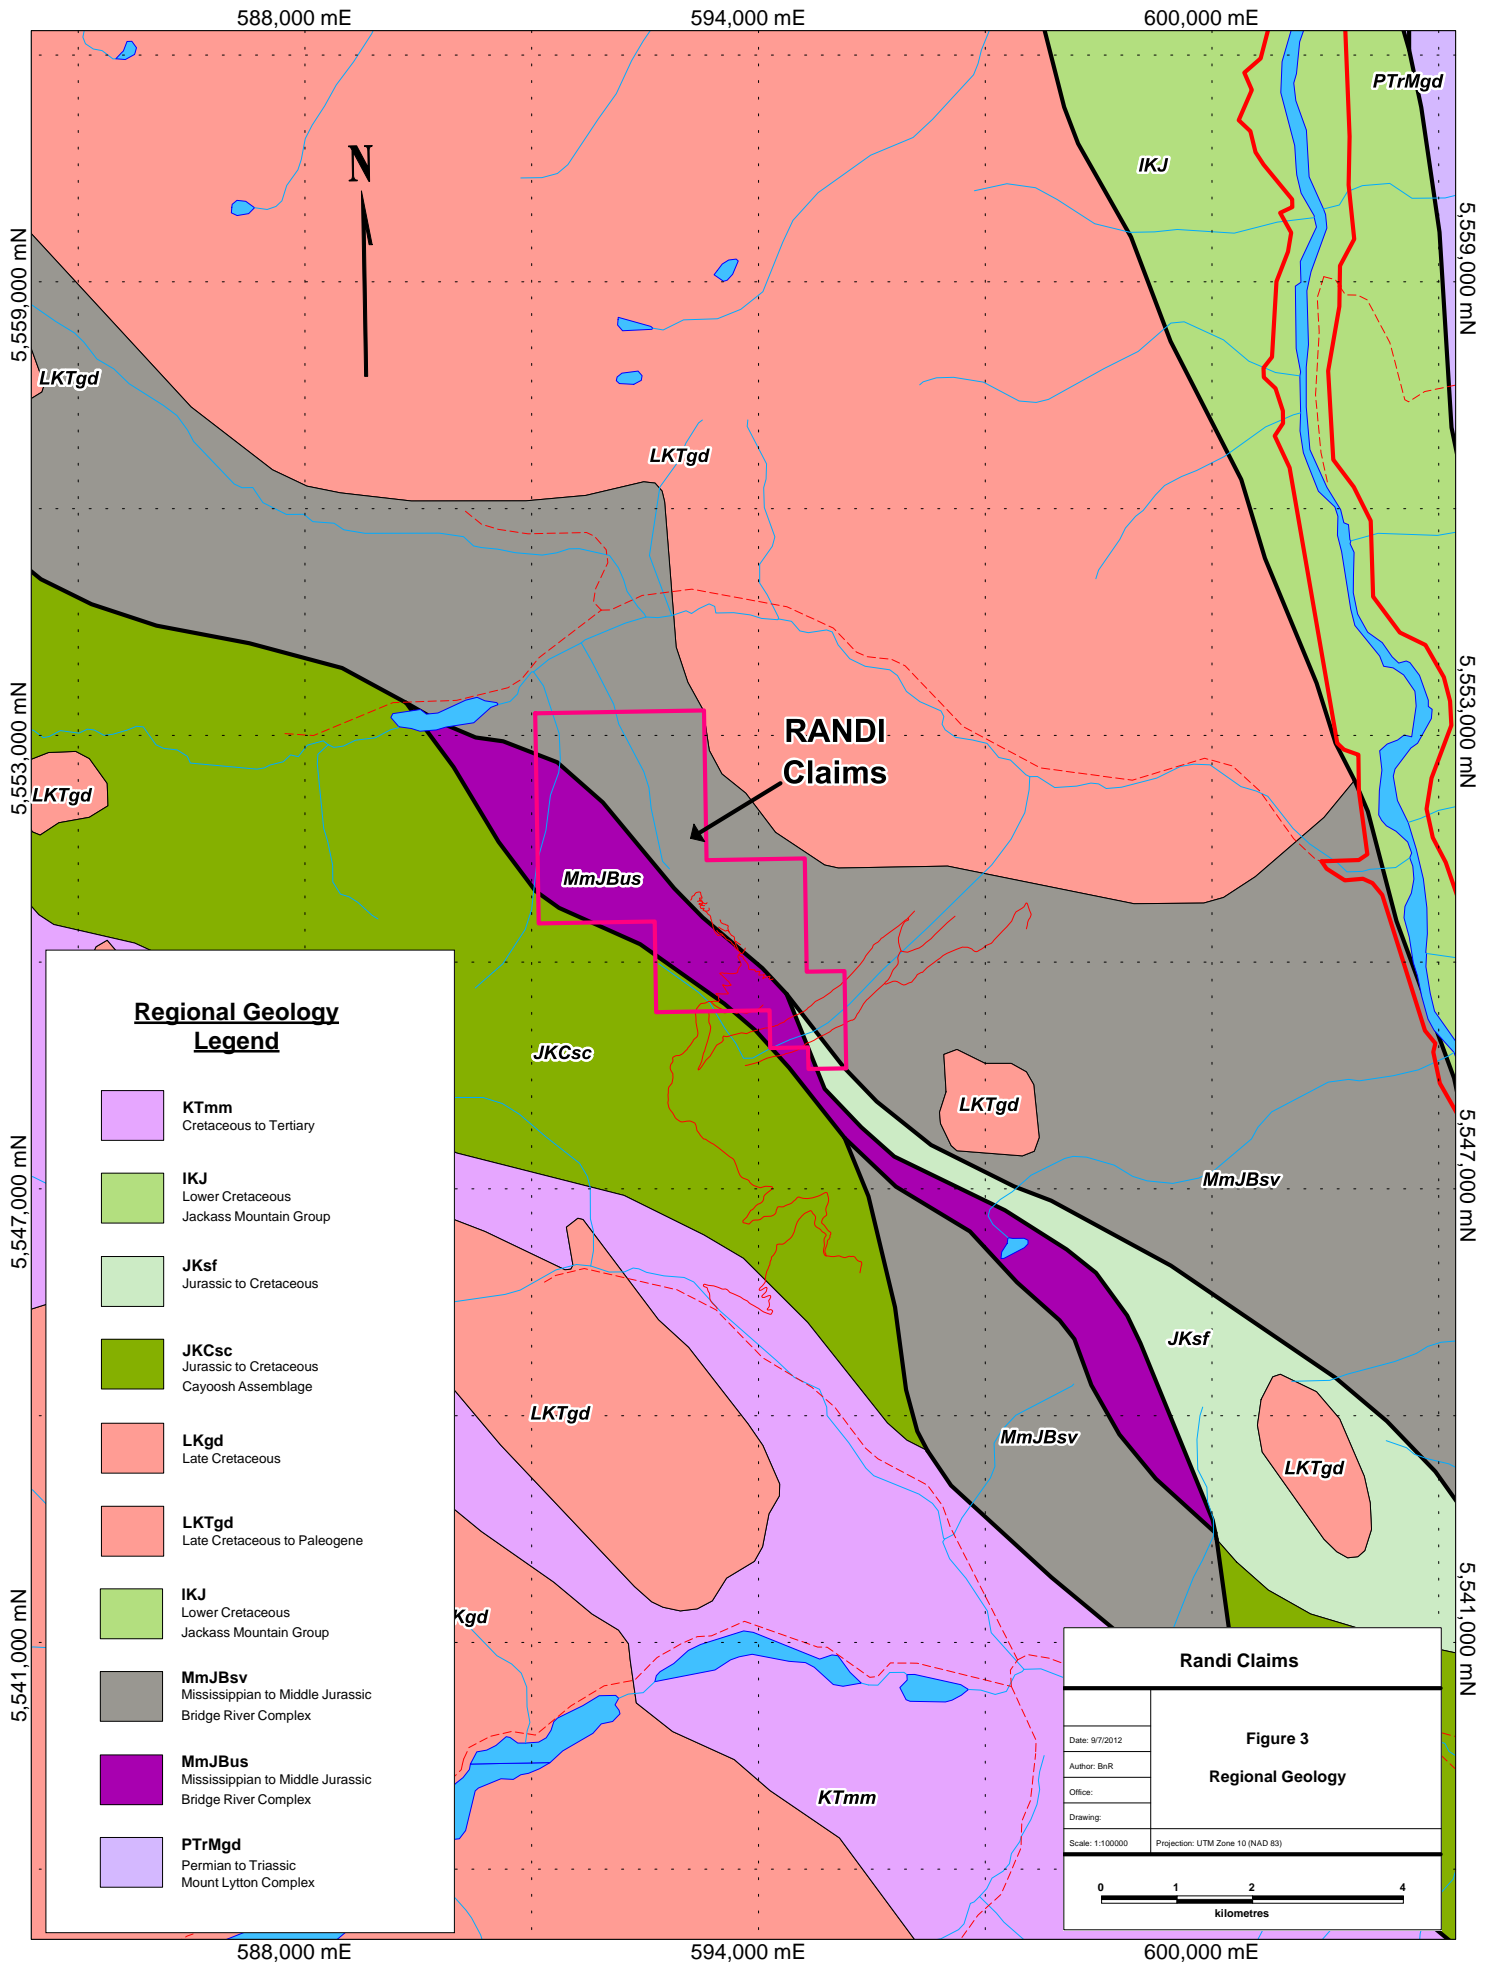 588,000 mE
594,000 mE
600,000 mE
PTrMgd
N
IKJ
5,559,000 mN
5,559,000 mN
LKTgd
LKTgd
5,553,000 mN
5,553,000 mN
RANDI
Claims
LKTgd
MmJBus
JKCsc
LKTgd
MmJBsv
5,547,000 mN
5,547,000 mN
JKsf
LKTgd
MmJBsv
LKTgd
Kgd
5,541,000 mN
5,541,000 mN
KTmm
Regional Geology
Legend
KTmm
Cretaceous to Tertiary
IKJ
Lower Cretaceous
Jackass Mountain Group
JKsf
Jurassic to Cretaceous
JKCsc
Jurassic to Cretaceous
Cayoosh Assemblage
LKgd
Late Cretaceous
LKTgd
Late Cretaceous to Paleogene
IKJ
Lower Cretaceous
Jackass Mountain Group
MmJBsv
Mississippian to Middle Jurassic
Bridge River Complex
MmJBus
Mississippian to Middle Jurassic
Bridge River Complex
PTrMgd
Permian to Triassic
Mount Lytton Complex
Randi Claims
Date: 9/7/2012
Author: BnR
Office:
Drawing:
Scale: 1:100000
Figure 3
Regional Geology
Projection: UTM Zone 10 (NAD 83)
0 1 2 4
kilometres
588,000 mE
594,000 mE
600,000 mE